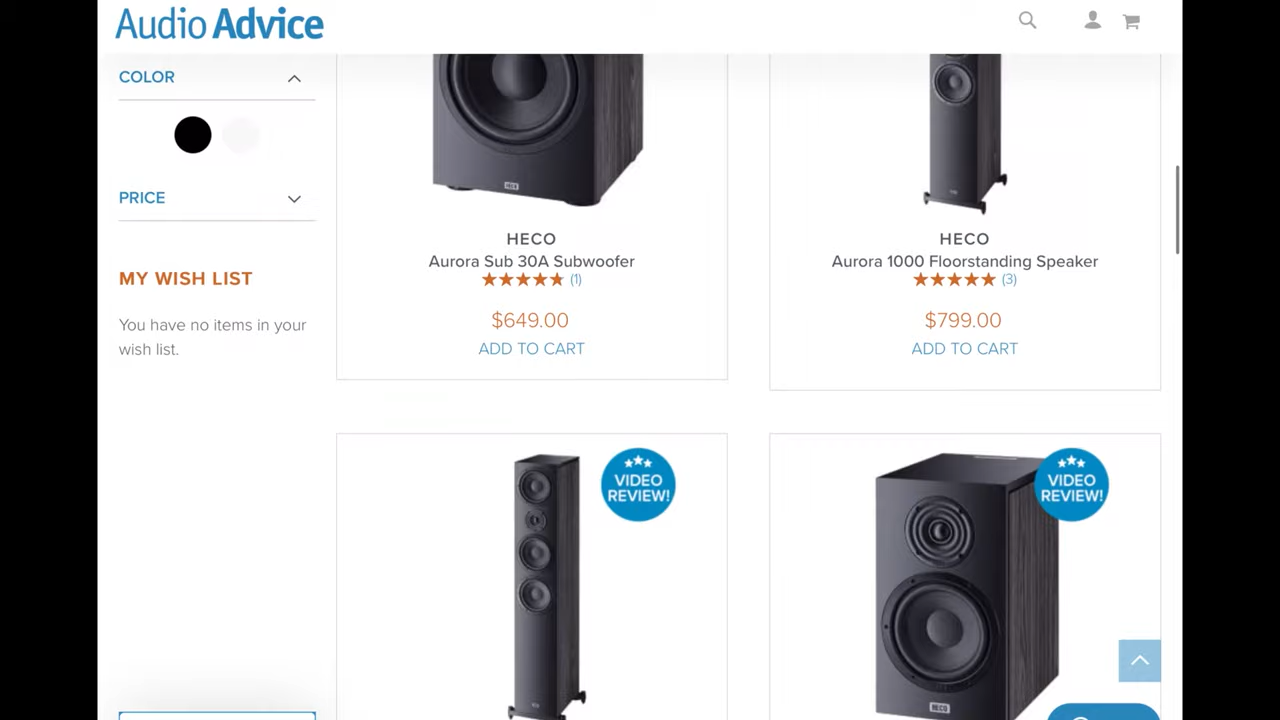 Audio Advice
COLOR
PRICE
MY WISH LIST
You have no items in your
wish list.
HECO
HECO
Aurora Sub 30A Subwoofer
(1)
$649.00
ADD TO CART
HECO
Aurora 1000 Floorstanding Speaker
(3)
$799.00
ADD TO CART
VIDEO
REVIEW!
VIDEO
REVIEW!
HECO